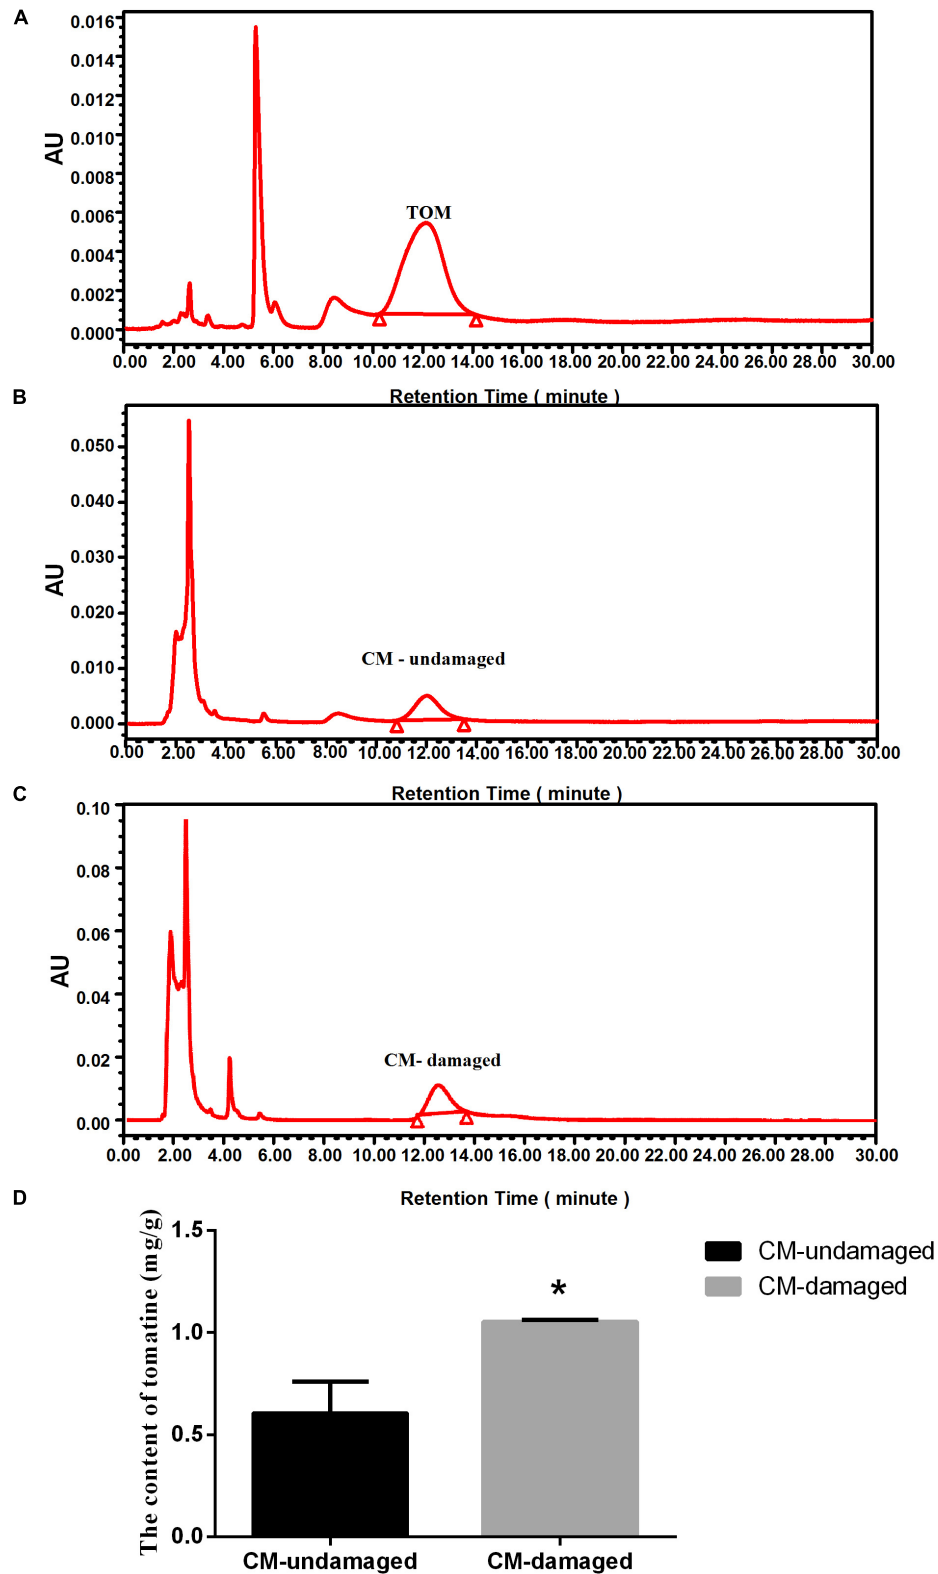 A
0.016
0.014
0.012
0.010
0.008
0.006
0.004
0.002
0.000
AU
TOM
0.00 2.00 4.00 6.00 8.00 10.00 12.00 14.00 16.00 18.00 20.00 22.00 24.00 26.00 28.00 30.00
Retention Time ( minute )
B
0.050
0.040
0.030
0.020
0.010
0.000
AU
CM - undamaged
0.00 2.00 4.00 6.00 8.00 10.00 12.00 14.00 16.00 18.00 20.00 22.00 24.00 26.00 28.00 30.00
Retention Time ( minute )
C
0.10
0.08
0.06
0.04
0.02
0.00
AU
CM- damaged
0.00 2.00 4.00 6.00 8.00 10.00 12.00 14.00 16.00 18.00 20.00 22.00 24.00 26.00 28.00 30.00
Retention Time ( minute )
D
The content of tomatine (mg/g)
1.5
1.0
0.5
0.0
*
CM-undamaged
CM-damaged
CM-undamaged CM-damaged